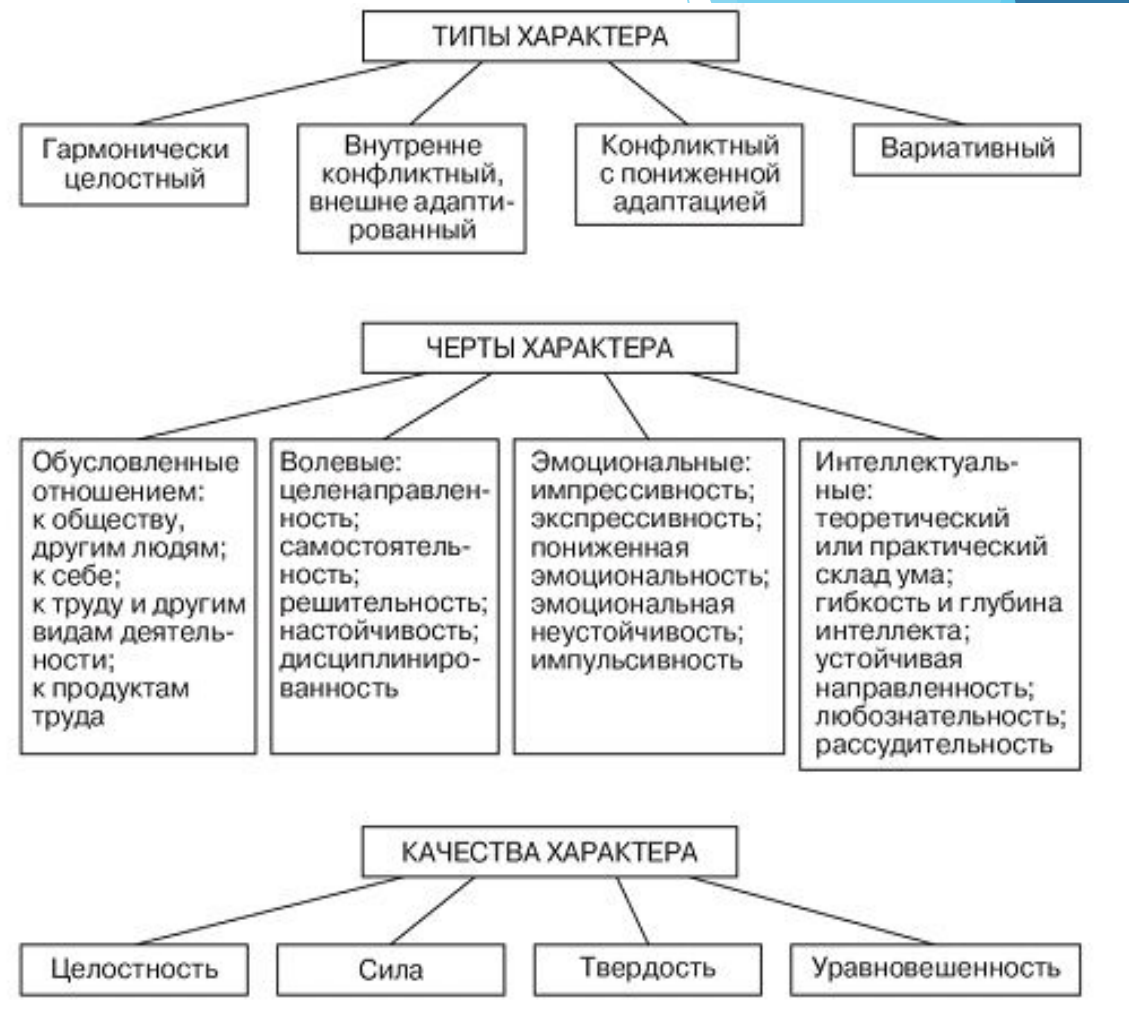 ТИПЫ ХАРАКТЕРА
Гармонически
целостный
Внутренне
конфликтный,
внешне адапти-
рованный
Конфликтный
с пониженной
адаптацией
Вариативный
ЧЕРТЫ ХАРАКТЕРА
Обусловленные
отношением:
к обществу,
другим людям;
к себе;
к труду и другим
видам деятель-
ности;
к продуктам
труда
Волевые:
целенаправлен-
ность;
самостоятель-
ность;
решительность;
настойчивость;
дисциплиниро-
ванность
Эмоциональные:
импрессивность;
экспрессивность;
пониженная
эмоциональность;
эмоциональная
неустойчивость;
импульсивность
Интеллектуаль-
ные:
теоретический
или практический
склад ума;
гибкость и глубина
интеллекта;
устойчивая
направленность;
любознательность;
рассудительность
КАЧЕСТВА ХАРАКТЕРА
Целостность
Сила
Твердость
Уравновешенность